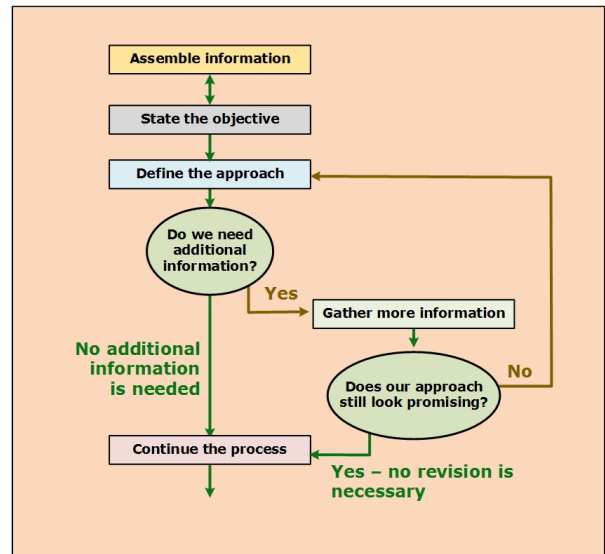 Assemble information
State the objective
Define the approach
Do we need
additional
information?
Yes
Gather more information
No additional
information
is needed
Does our approach
still look promising?
No
Continue the process
Yes – no revision is
necessary